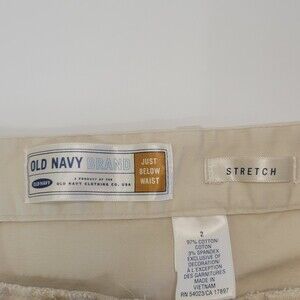 OLD NAVY BRAND
A PRODUCT OF THE
OLD NAVY
OLD NAVY CLOTHING CO. USA
JUST
BELOW
WAIST
STRETCH
2
97% COTTON/
COTON
3% SPANDEX
EXCLUSIVE OF
DECORATION/
À L'EXCEPTION
DES GARNITURES
MADE IN
VIETNAM
RN 54023/CA 17897